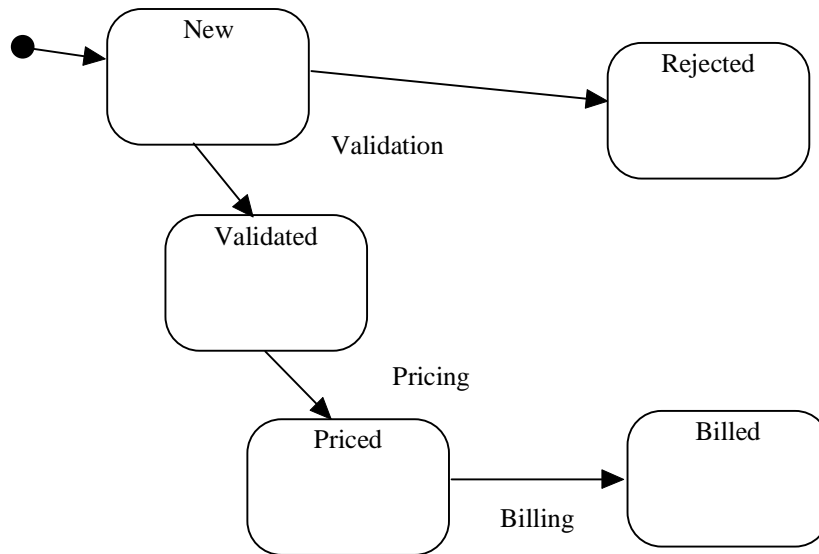 New
Rejected
Validation
Validated
Pricing
Priced
Billed
Billing